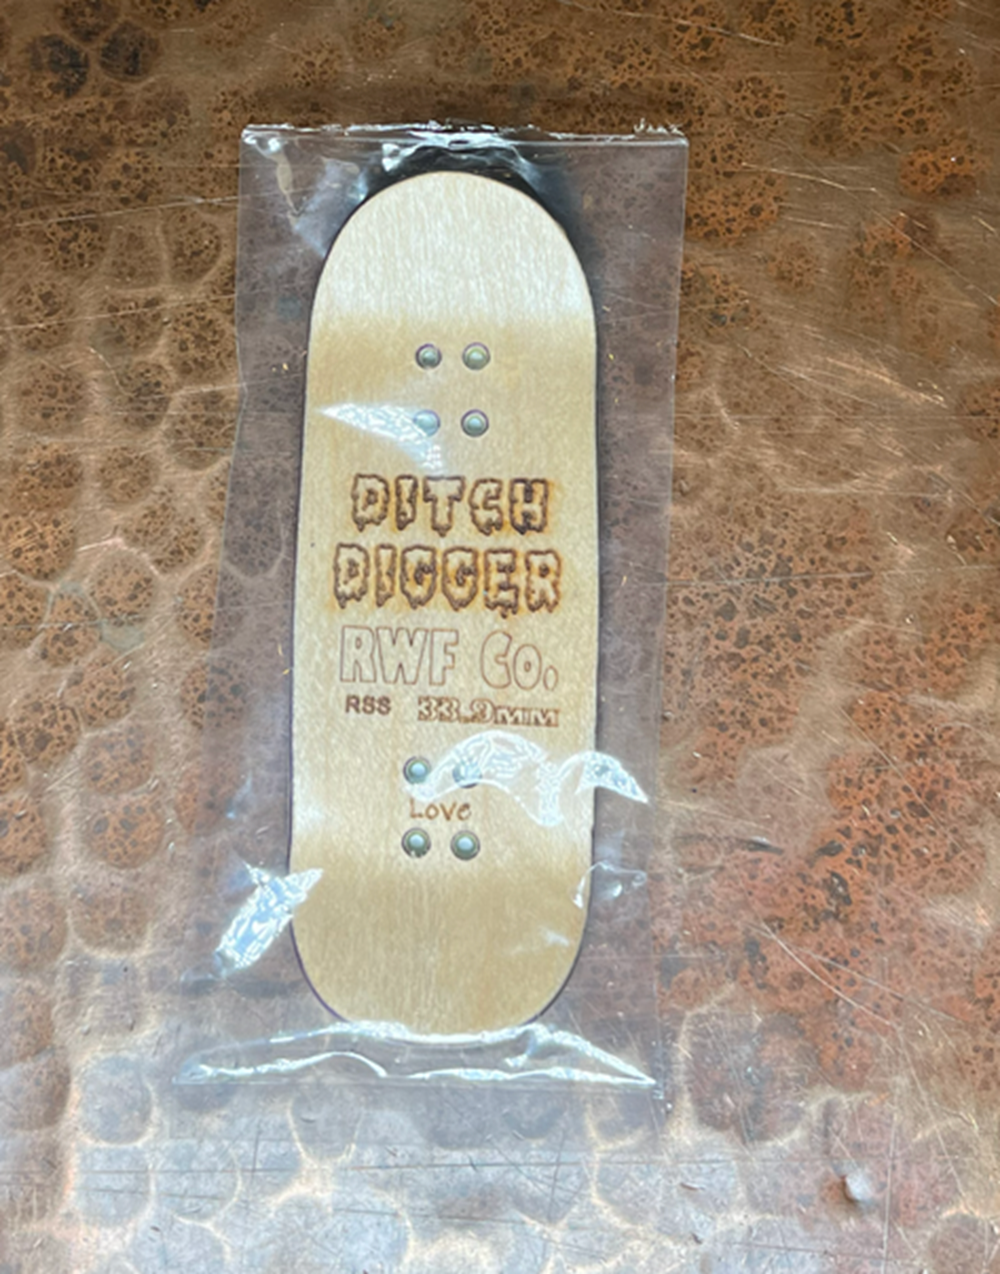 DITCH
DIGGER
RWF Co.
RSS 33.9mm
Love